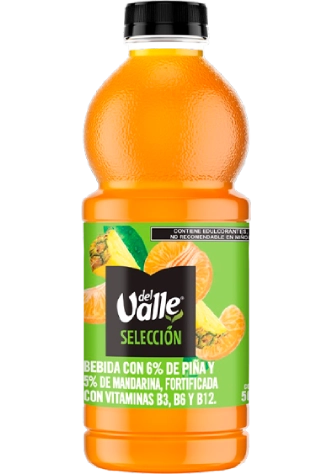 CONTIENE EDULCORANTES,
NO RECOMENDABLE EN NIÑOS
del
Valle
SELECCIÓN
BEBIDA CON 6% DE PIÑA Y
5% DE MANDARINA, FORTIFICADA
CON VITAMINAS B3, B6 Y B12.